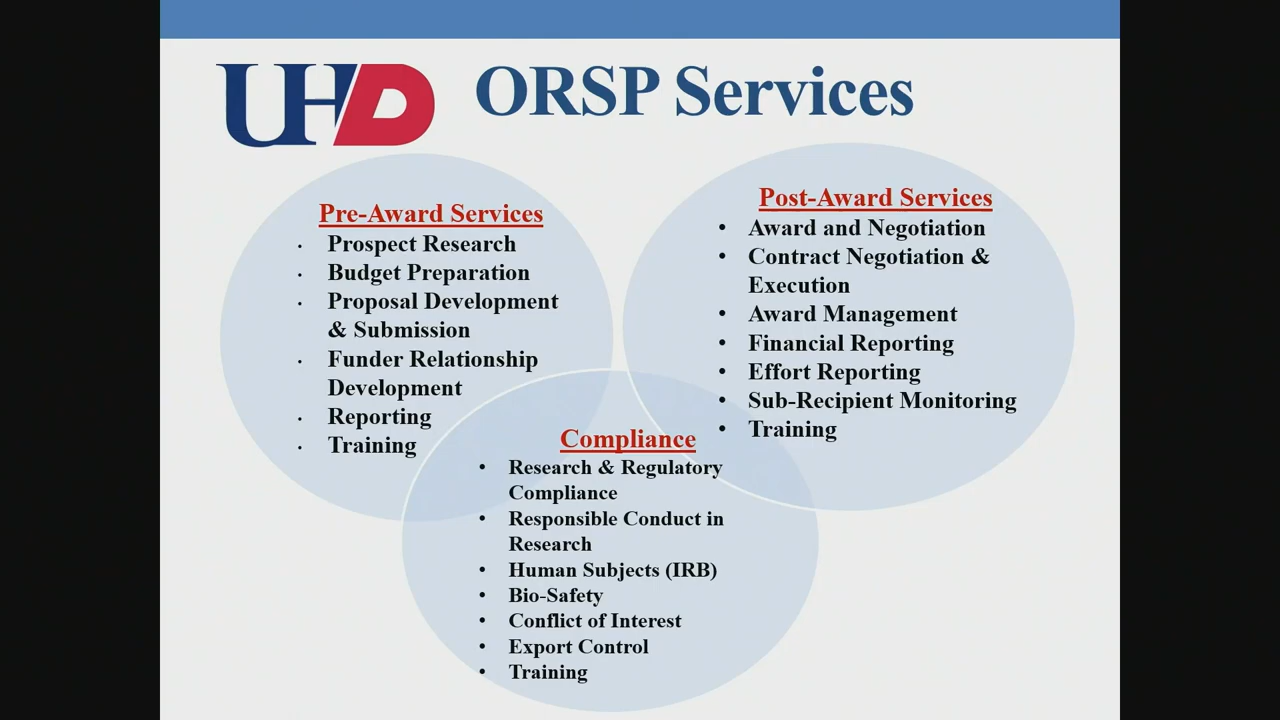 UHD ORSP Services
Pre-Award Services
• Prospect Research
• Budget Preparation
• Proposal Development
& Submission
• Funder Relationship
Development
• Reporting
• Training
Post-Award Services
• Award and Negotiation
• Contract Negotiation &
Execution
• Award Management
• Financial Reporting
• Effort Reporting
• Sub-Recipient Monitoring
• Training
Compliance
• Research & Regulatory
Compliance
• Responsible Conduct in
Research
• Human Subjects (IRB)
• Bio-Safety
• Conflict of Interest
• Export Control
• Training